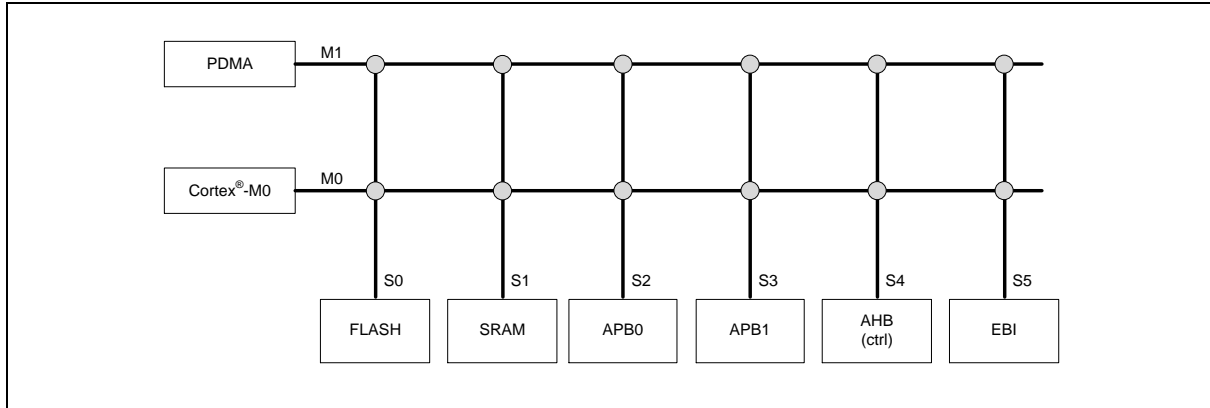 PDMA
M1
Cortex®-M0
M0
S0
S1
S2
S3
S4
S5
FLASH
SRAM
APB0
APB1
AHB
(ctrl)
EBI